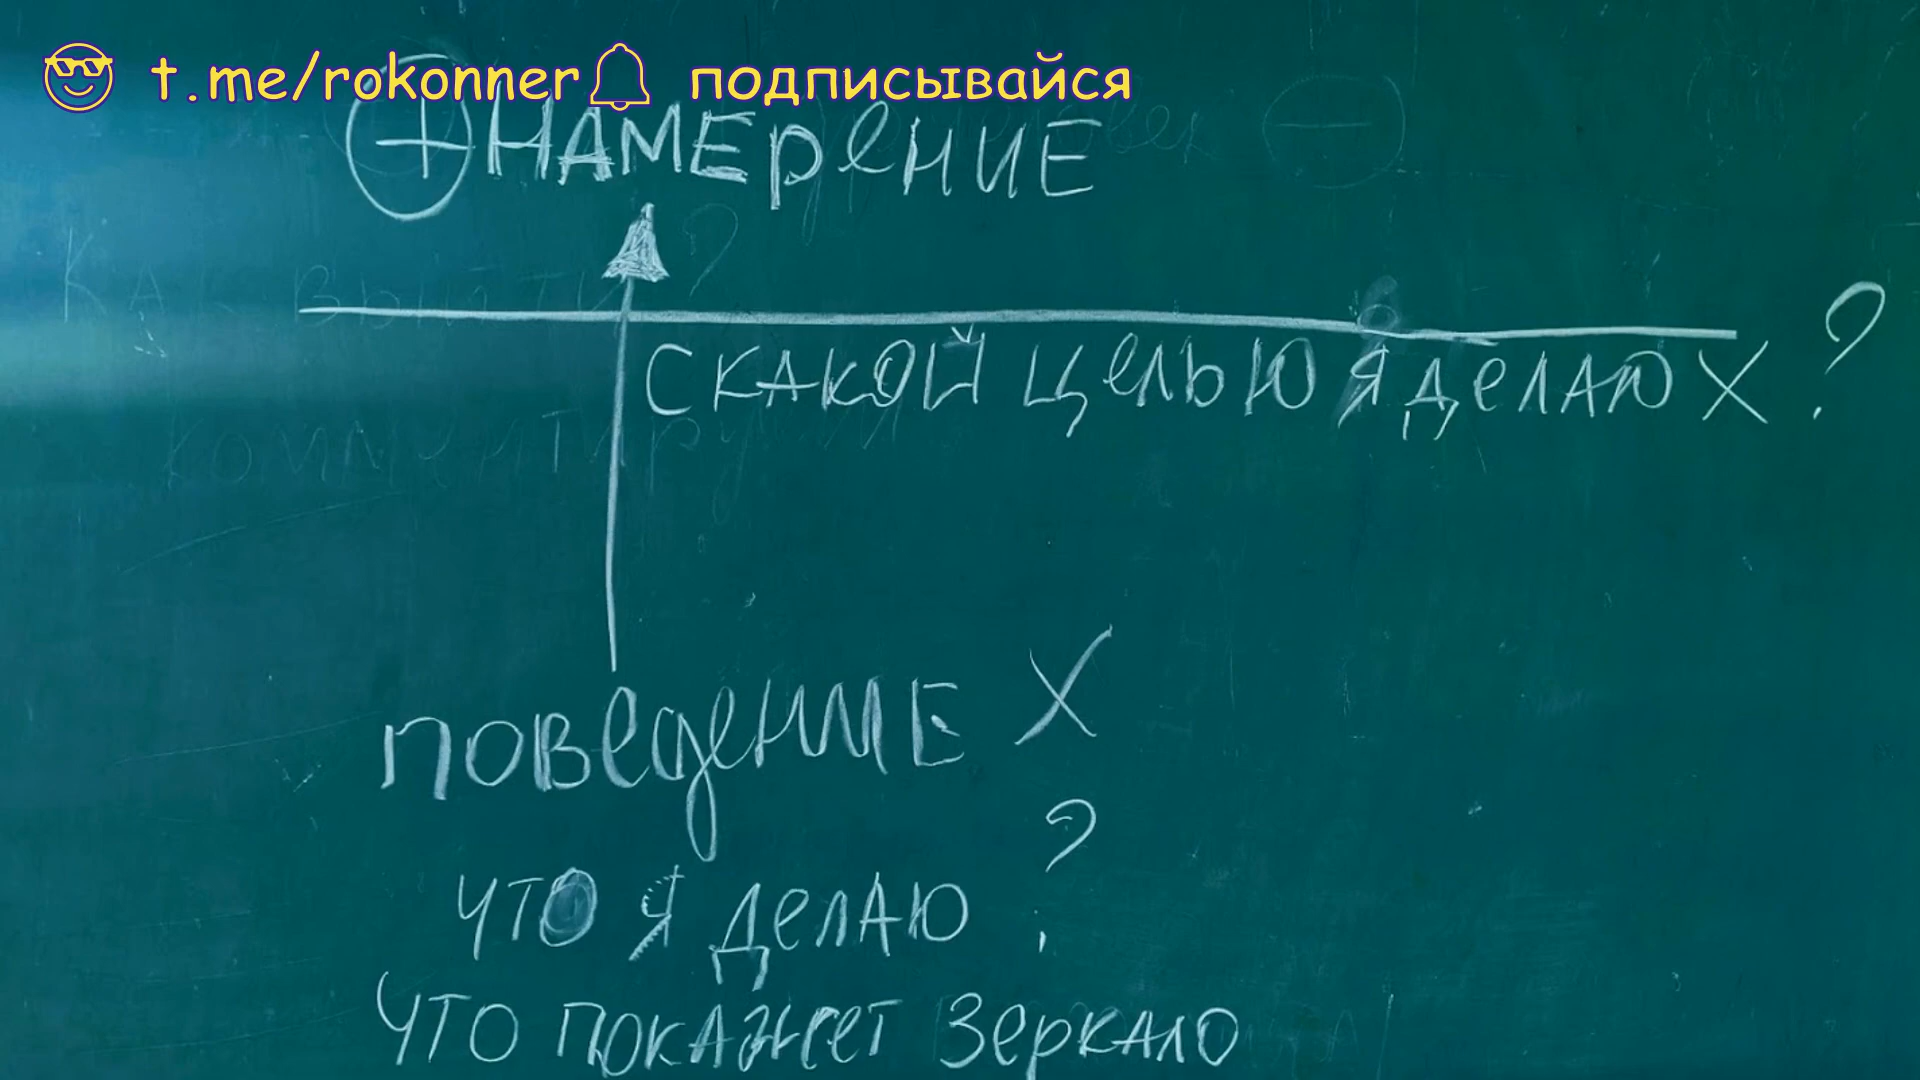 t.me/rokonner подписывайся
+ НАМЕРЕНИЕ
С КАКОЙ ЦЕЛЬЮ Я ДЕЛАЮ X ?
ПОВЕДЕНИЕ X
ЧТО Я ДЕЛАЮ ?
ЧТО ПОКАЖЕТ ЗЕРКАЛО